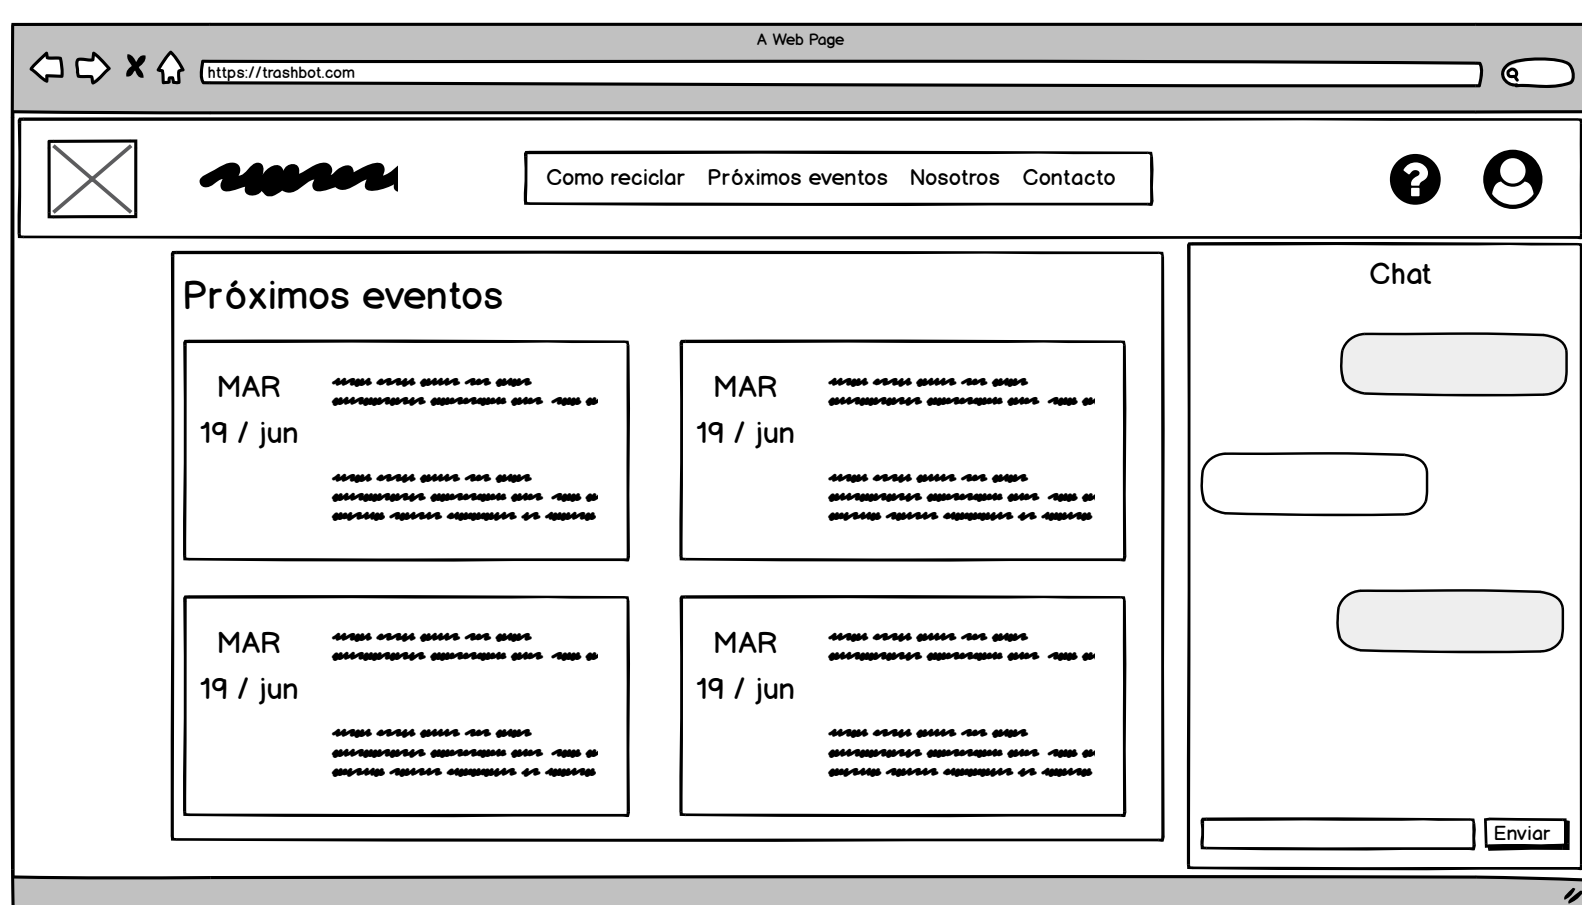 A Web Page
https://trashbot.com
Como reciclar Próximos eventos Nosotros Contacto
?
Próximos eventos
MAR
19 / jun
MAR
19 / jun
MAR
19 / jun
MAR
19 / jun
Chat
Enviar